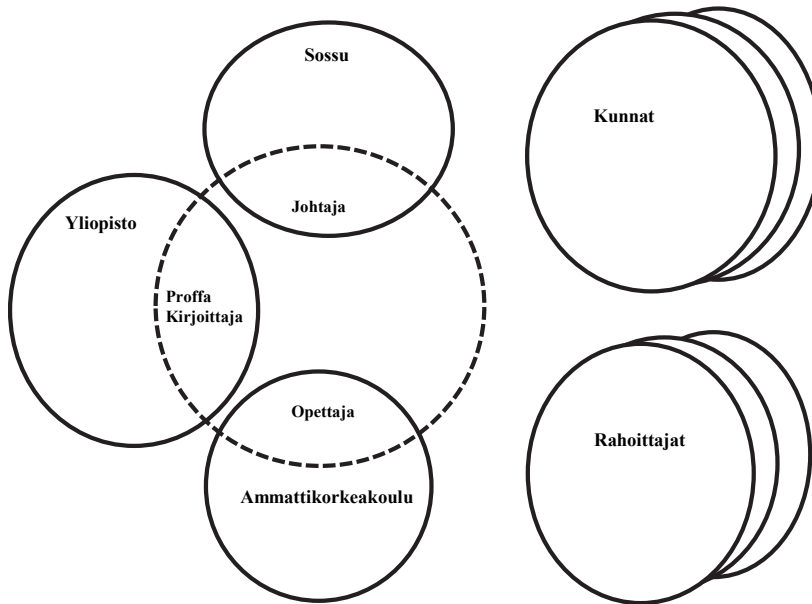 Sossu
Kunnat
Johtaja
Yliopisto
Proffa
Kirjoittaja
Opettaja
Rahoittajat
Ammattikorkeakoulu